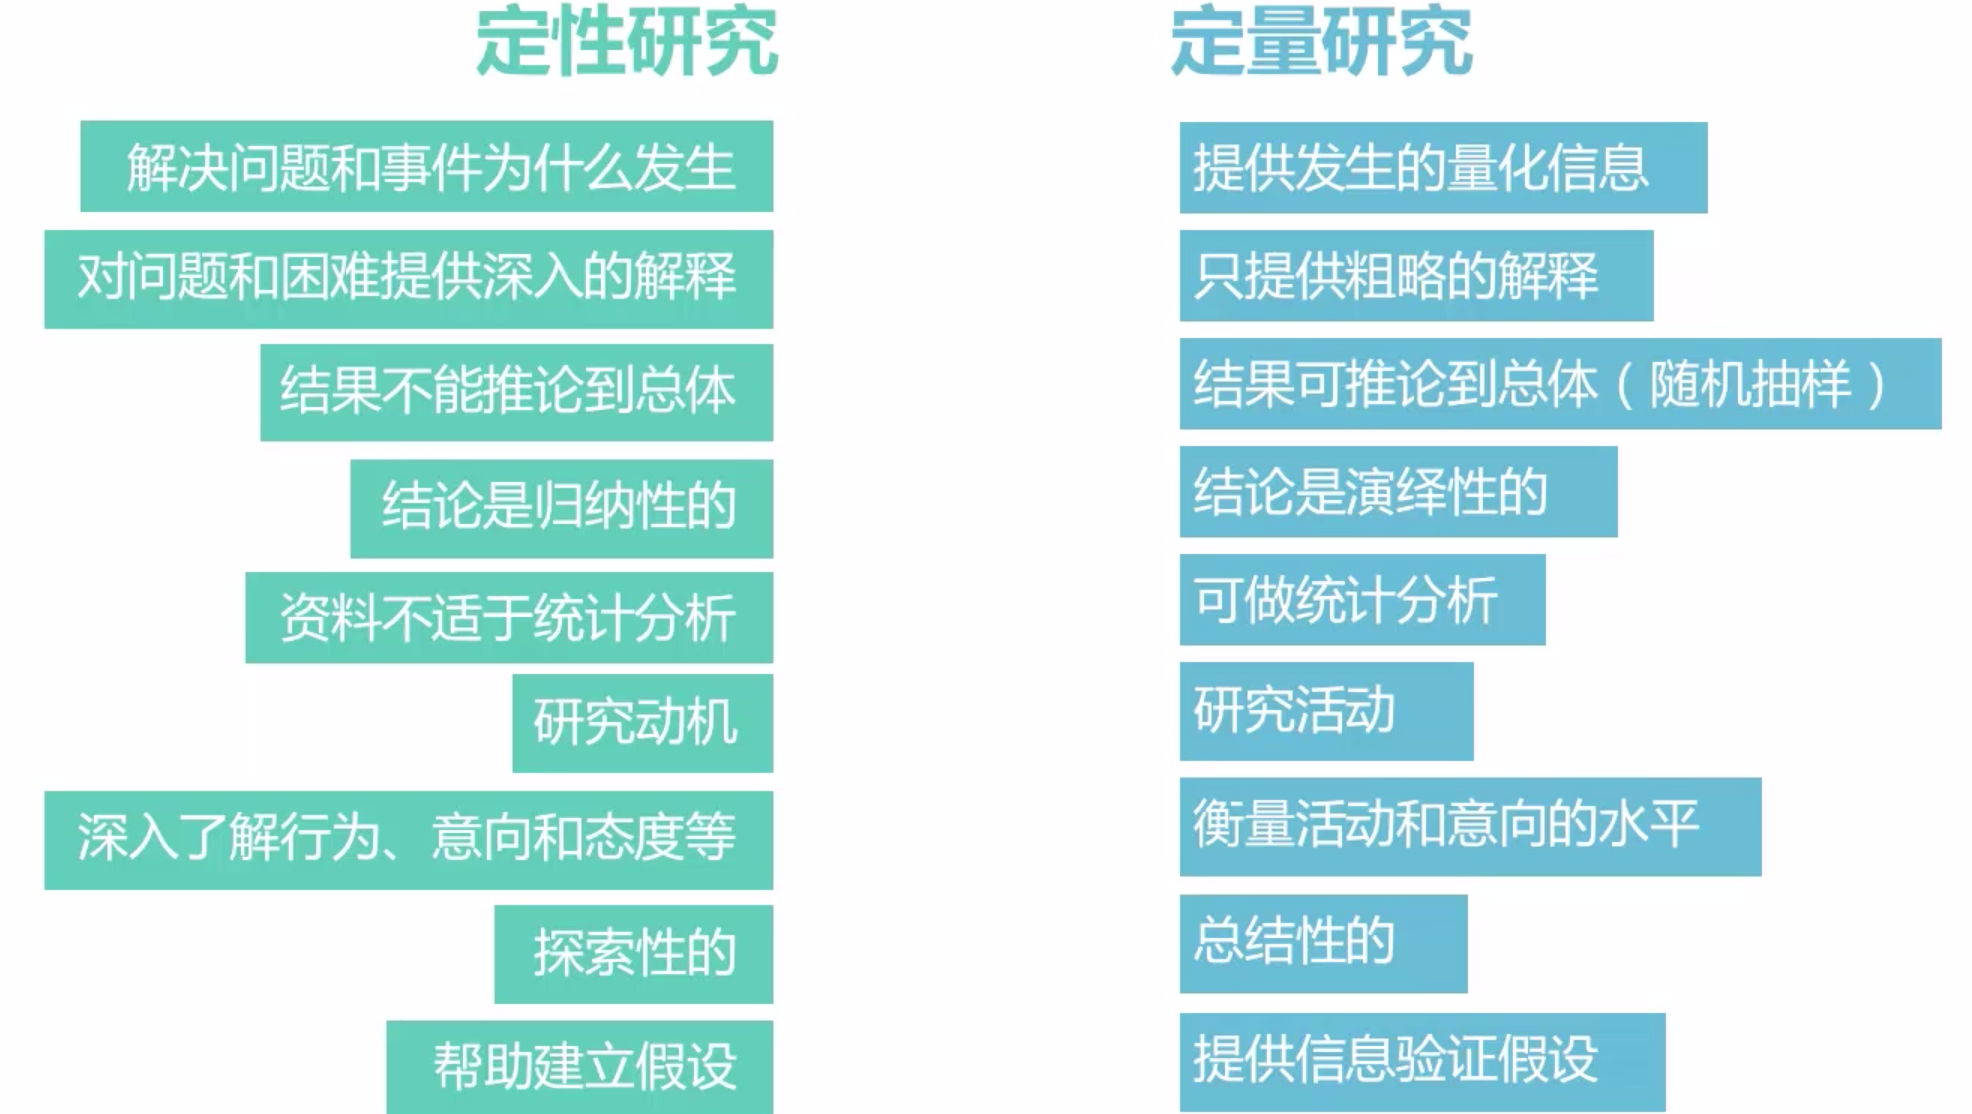 定性研究
解决问题和事件为什么发生
对问题和困难提供深入的解释
结果不能推论到总体
结论是归纳性的
资料不适于统计分析
研究动机
深入了解行为、意向和态度等
探索性的
帮助建立假设
定量研究
提供发生的量化信息
只提供粗略的解释
结果可推论到总体（随机抽样）
结论是演绎性的
可做统计分析
研究活动
衡量活动和意向的水平
总结性的
提供信息验证假设